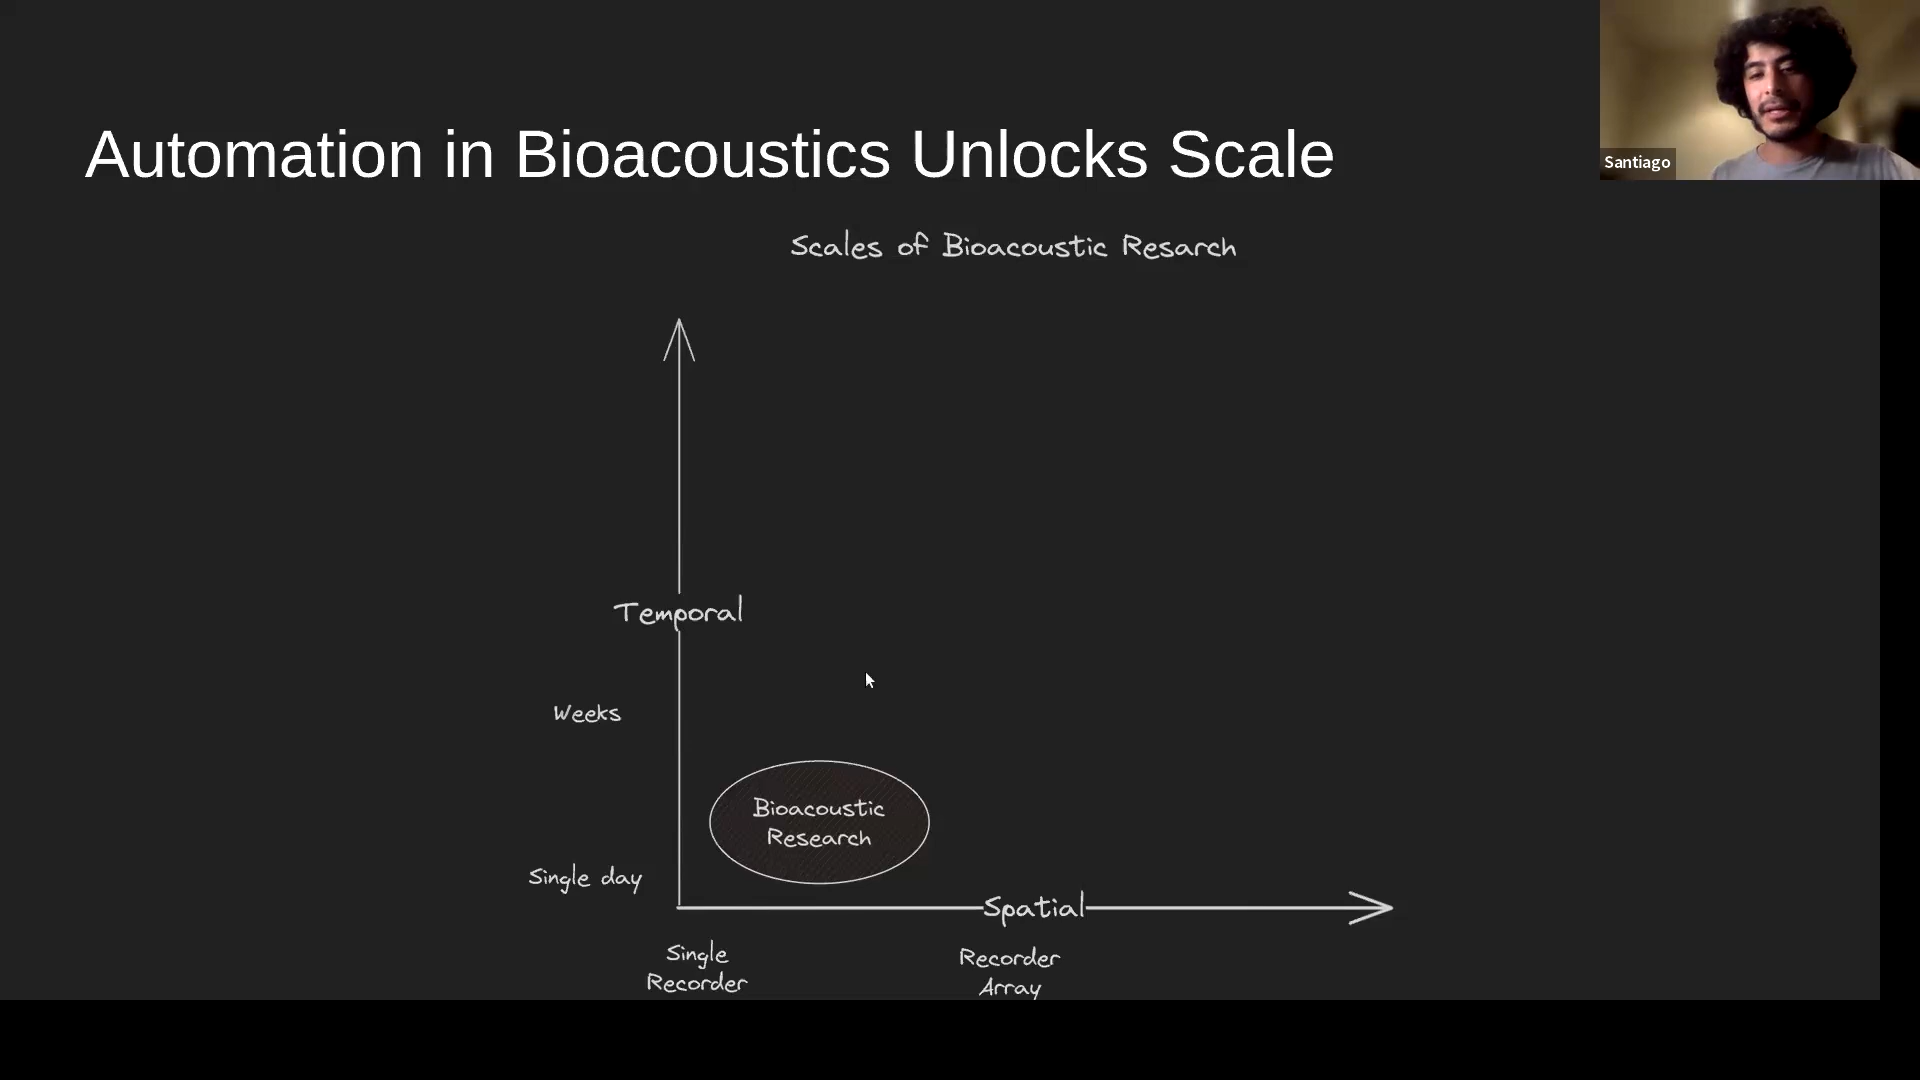 Automation in Bioacoustics Unlocks Scale
Santiago
Scales of Bioacoustic Resarch
Temporal
Weeks
Bioacoustic
Research
Single day
Spatial
Single
Recorder
Recorder
Array